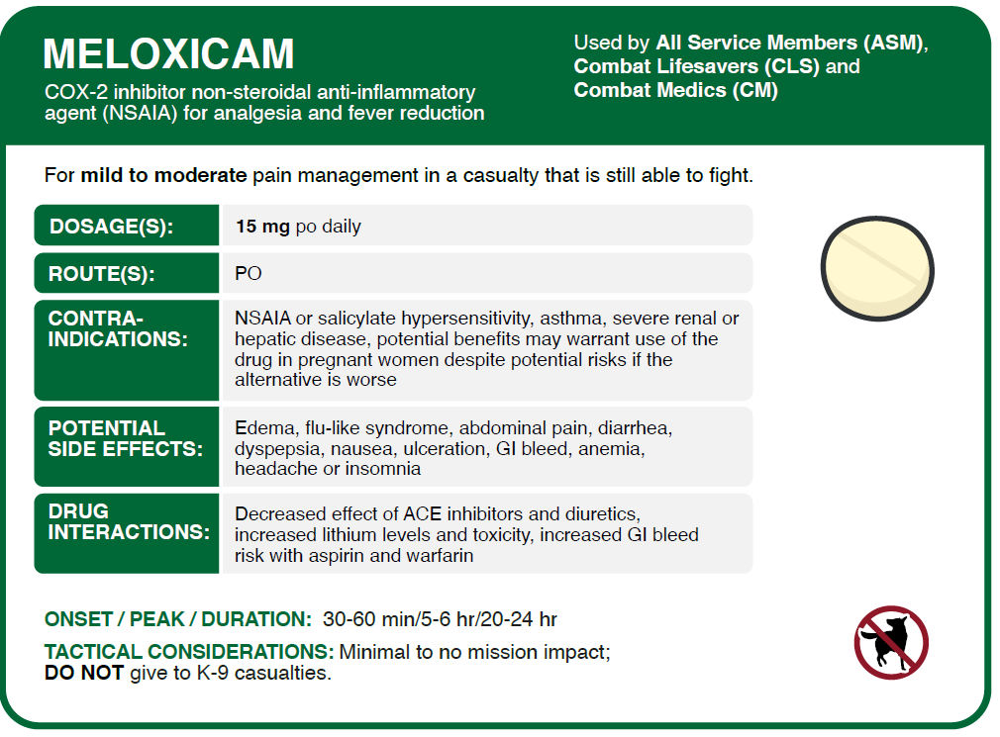 MELOXICAM
COX-2 inhibitor non-steroidal anti-inflammatory
agent (NSAIA) for analgesia and fever reduction
Used by All Service Members (ASM),
Combat Lifesavers (CLS) and
Combat Medics (CM)
For mild to moderate pain management in a casualty that is still able to fight.
DOSAGE(S):
15 mg po daily
ROUTE(S):
PO
CONTRA-
INDICATIONS:
NSAIA or salicylate hypersensitivity, asthma, severe renal or
hepatic disease, potential benefits may warrant use of the
drug in pregnant women despite potential risks if the
alternative is worse
POTENTIAL
SIDE EFFECTS:
Edema, flu-like syndrome, abdominal pain, diarrhea,
dyspepsia, nausea, ulceration, GI bleed, anemia,
headache or insomnia
DRUG
INTERACTIONS:
Decreased effect of ACE inhibitors and diuretics,
increased lithium levels and toxicity, increased GI bleed
risk with aspirin and warfarin
ONSET / PEAK / DURATION: 30-60 min/5-6 hr/20-24 hr
TACTICAL CONSIDERATIONS: Minimal to no mission impact;
DO NOT give to K-9 casualties.